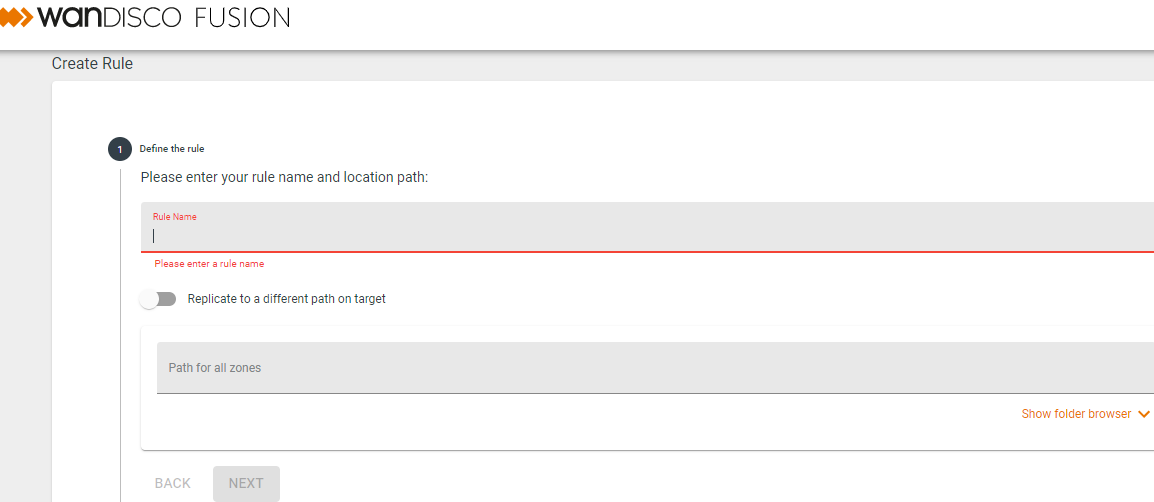 WANDISCO FUSION
Create Rule
1 Define the rule
Please enter your rule name and location path:
Rule Name
Please enter a rule name
Replicate to a different path on target
Path for all zones
Show folder browser
BACK NEXT